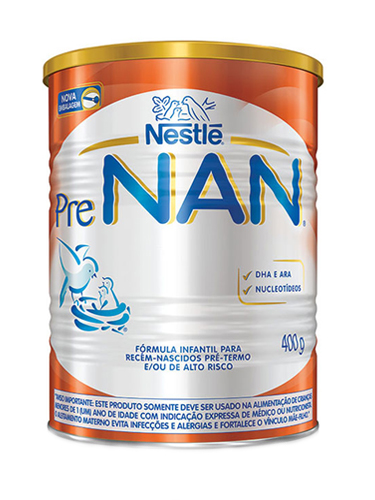 NOVA
EMBALAGEM
Nestlé
Pre NAN
DHA E ARA
NUCLEOTÍDEOS
400g
FÓRMULA INFANTIL PARA
RECÉM-NASCIDOS PRÉ-TERMO
E/OU DE ALTO RISCO
AVISO IMPORTANTE: ESTE PRODUTO SOMENTE DEVE SER USADO NA ALIMENTAÇÃO DE CRIANÇAS
MENORES DE 1 (UM) ANO DE IDADE COM INDICAÇÃO EXPRESSA DE MÉDICO OU NUTRICIONISTA.
O ALEITAMENTO MATERNO EVITA INFECÇÕES E ALERGIAS E FORTALECE O VÍNCULO MÃE-FILHO.